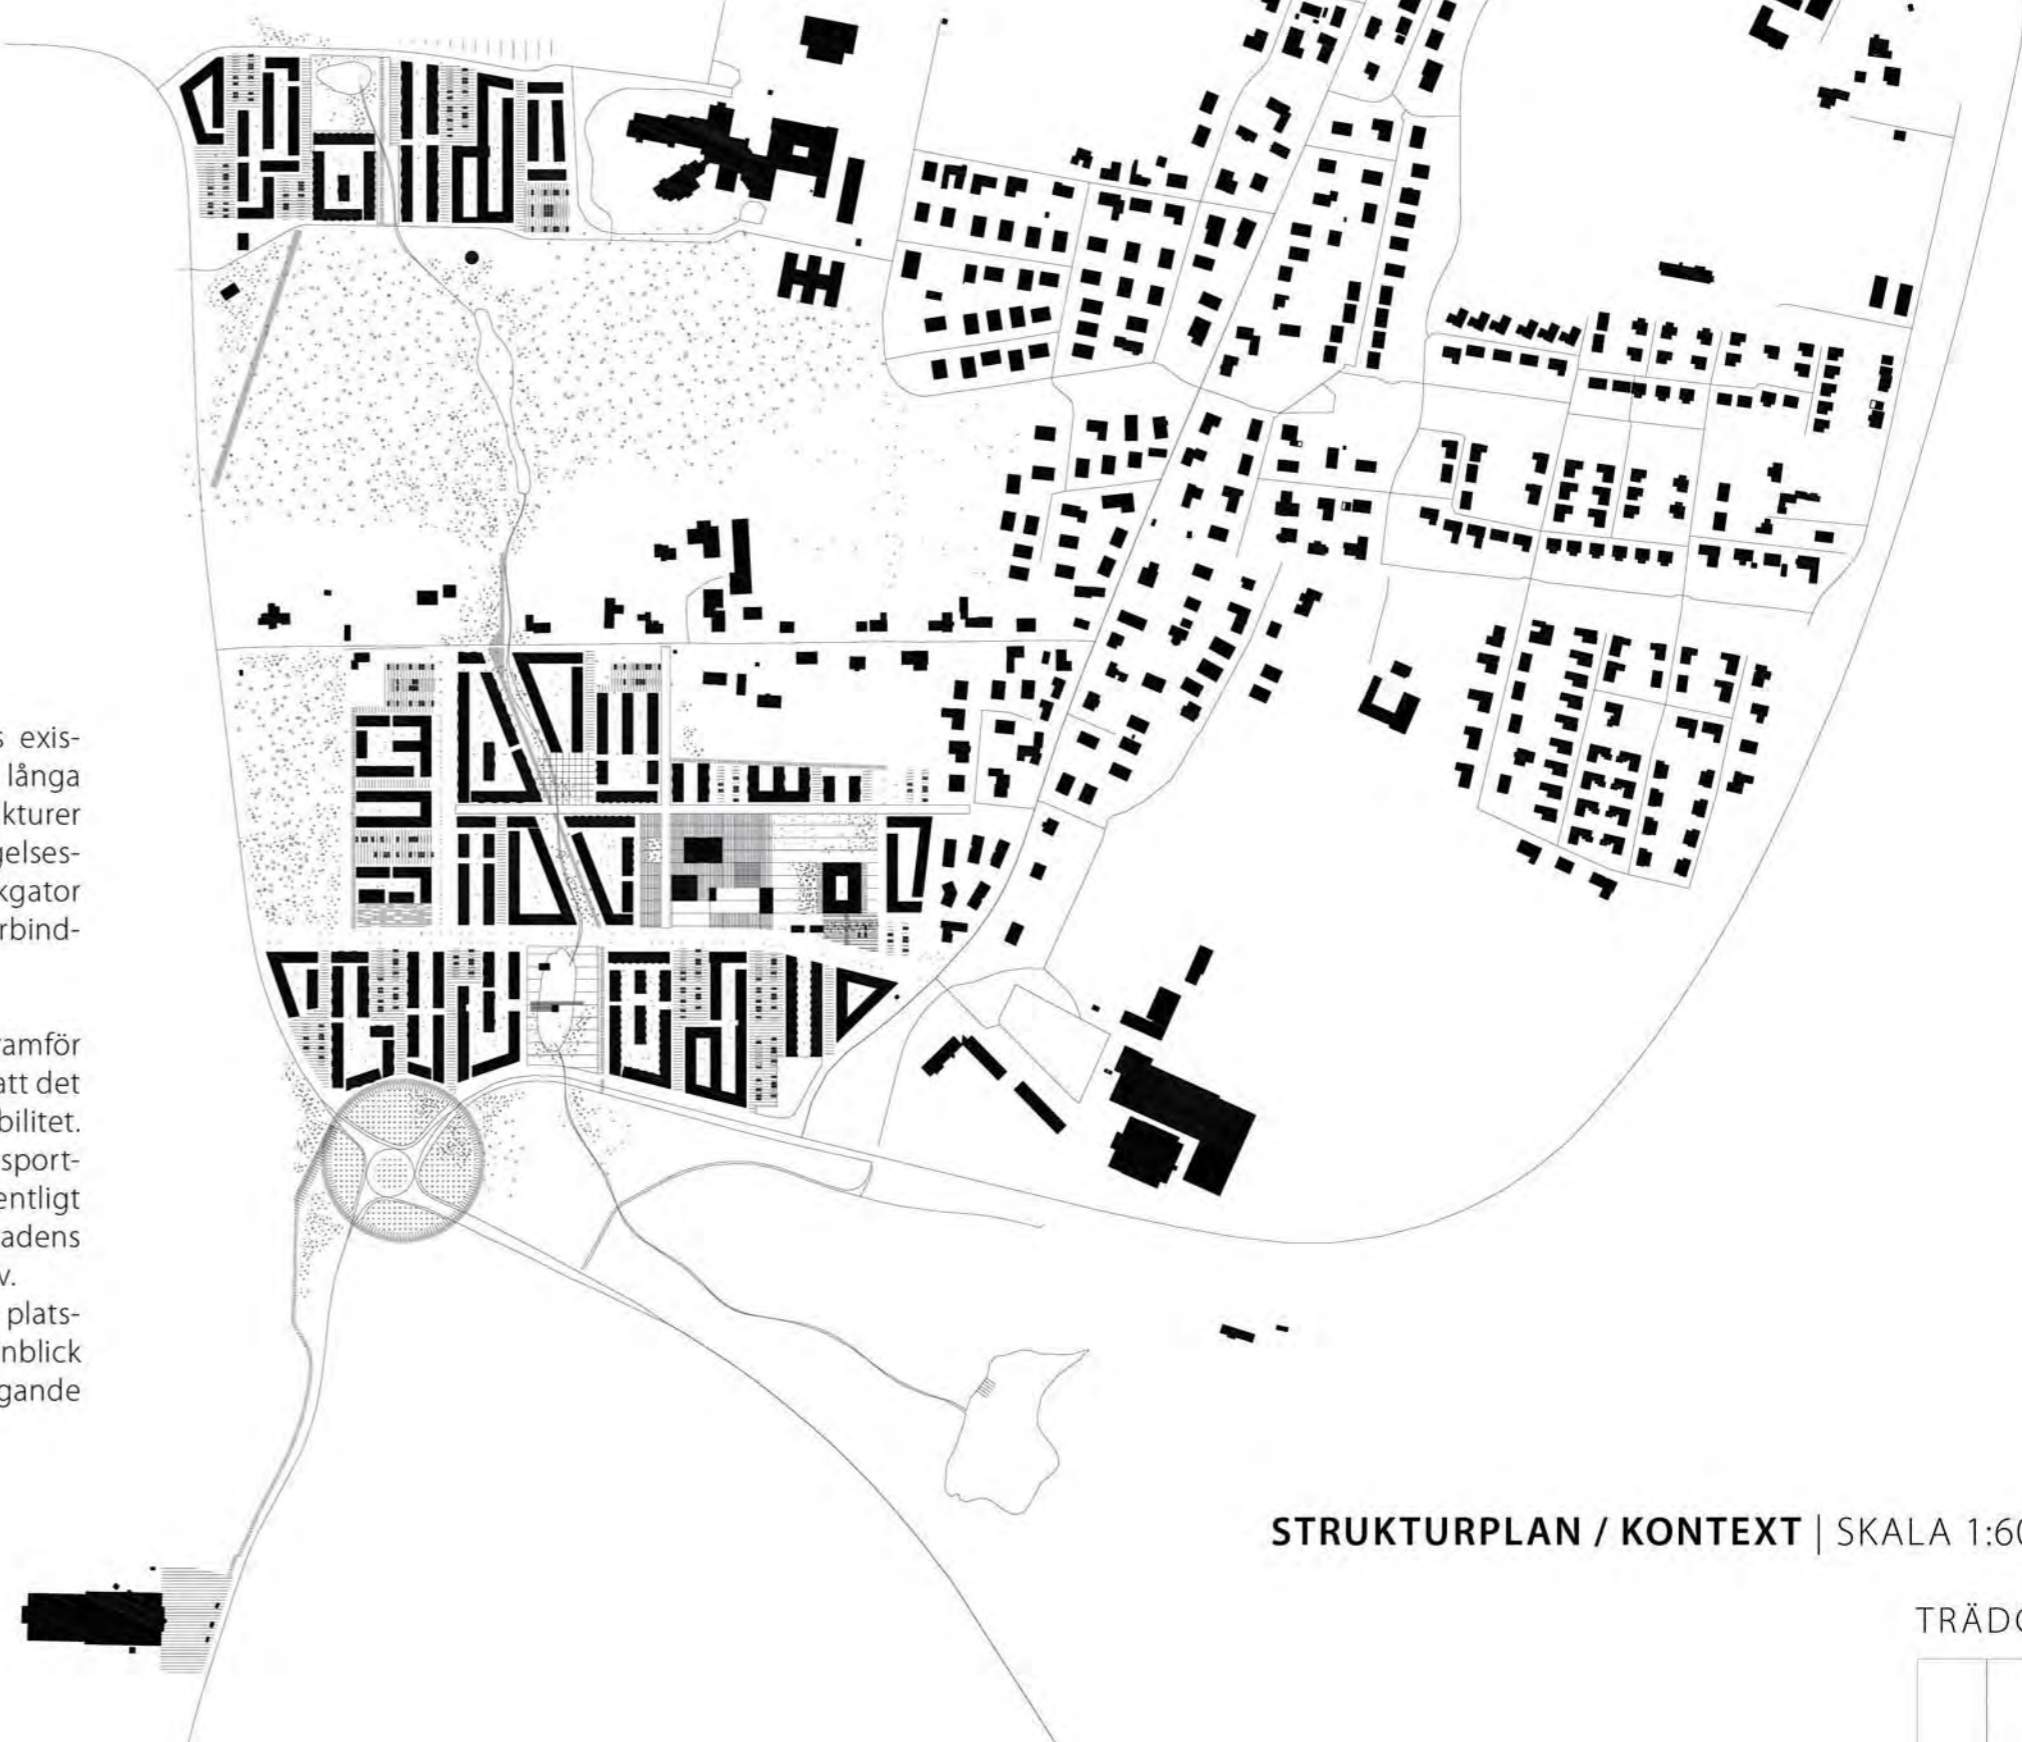 s exis-
långa
kturer
gelses-
kgator
rbind-
ramför
att det
bilitet.
sport-
entligt
adens
v.
plats-
nblick
gande
STRUKTURPLAN / KONTEXT | SKALA 1:60
TRÄDG